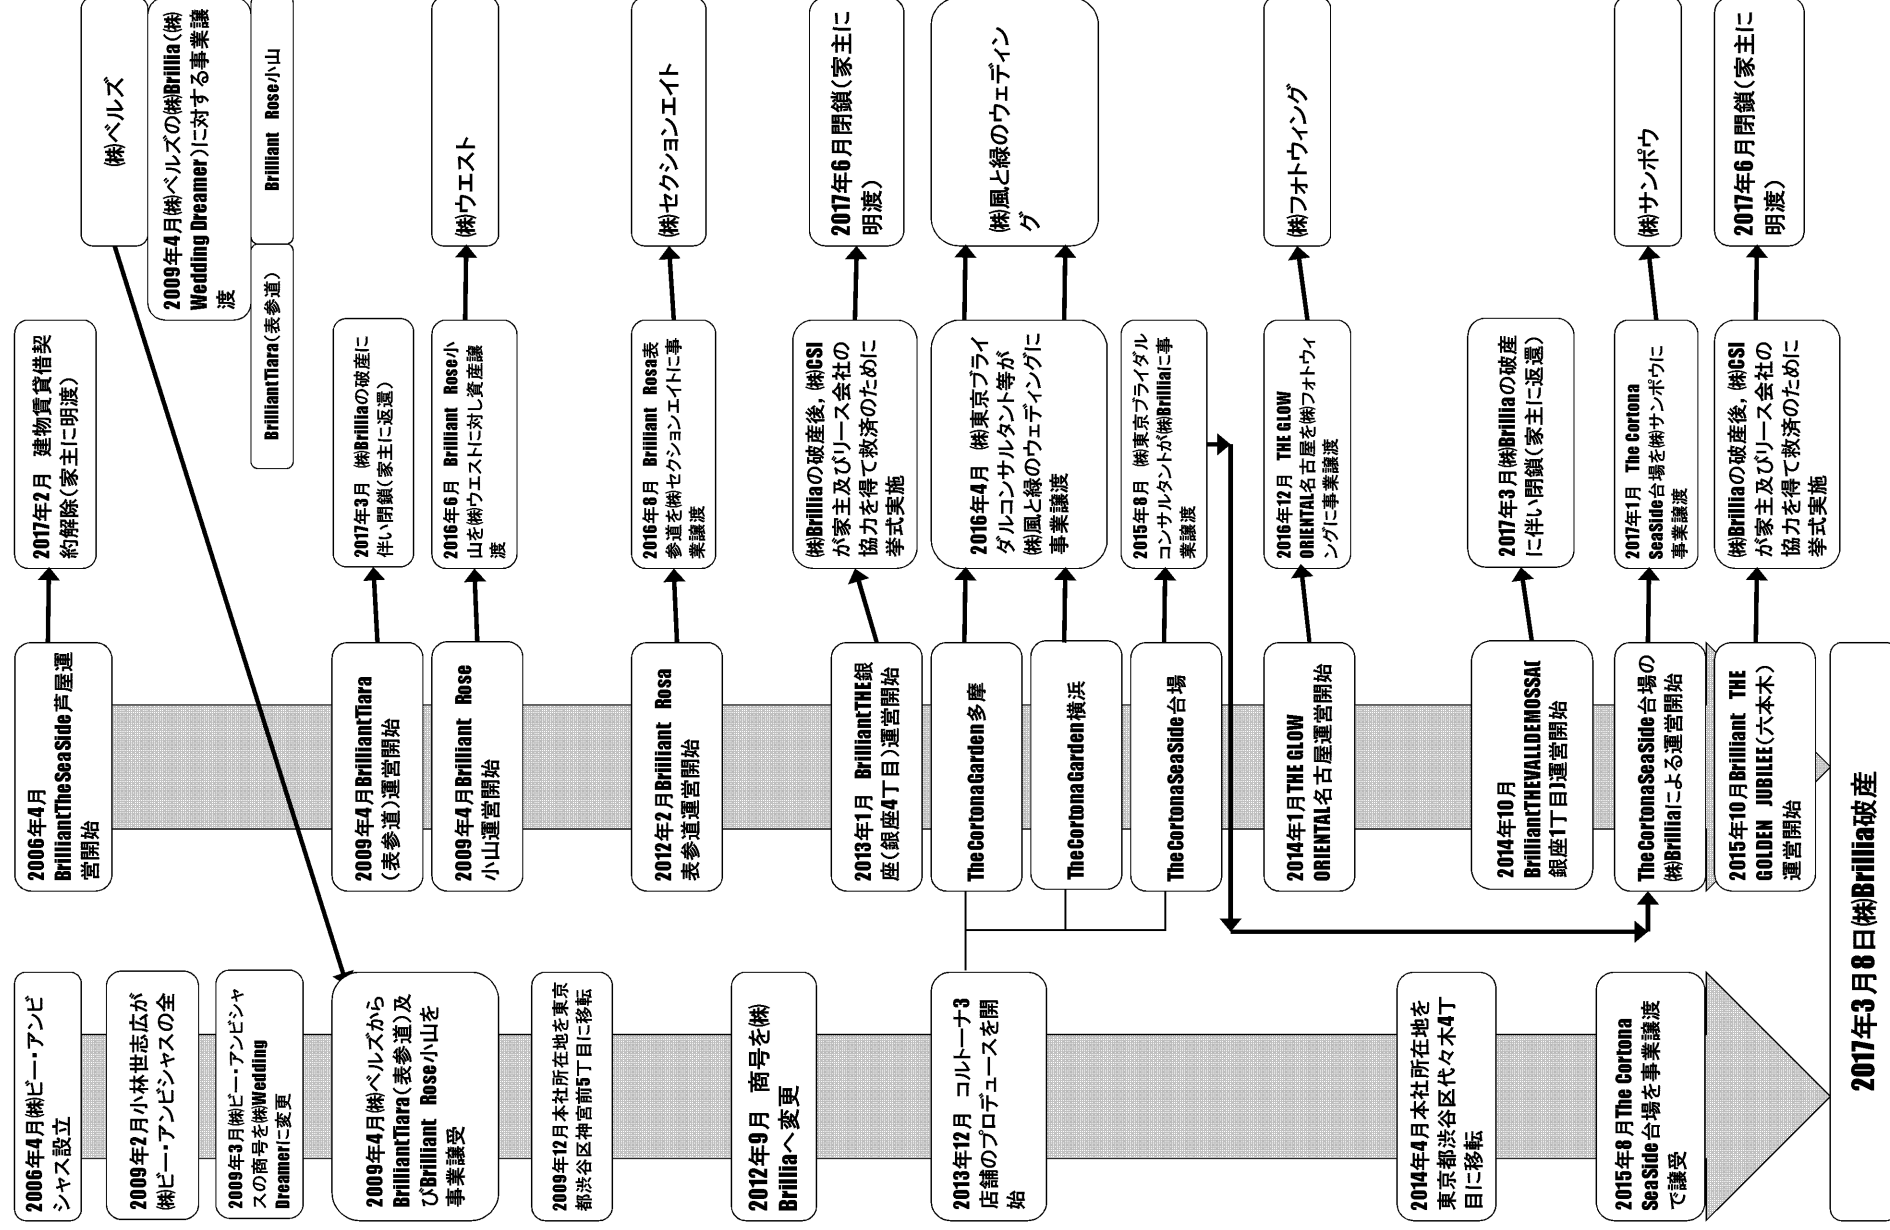 2006年4月㈱ビー・アンビ
シャス設立
2009年2月小林世志広が
㈱ビー・アンビシャスの全
2009年3月㈱ビー・アンビシャ
スの商号を㈱Wedding
Dreamerに変更
2009年4月㈱ベルズから
BrilliantTiara(表参道)及
びBrilliant　Rose小山を
事業譲受
2009年12月本社所在地を東京
都渋谷区神宮前5丁目に移転
2012年9月　商号を㈱
Brilliaへ変更
2013年12月　コルトーナ3
店舗のプロデュースを開
始
2014年4月本社所在地を
東京都渋谷区代々木4丁
目に移転
2015年8月The Cortona
SeaSide台場を事業譲渡
で譲受
2006年4月
BrilliantTheSeaSide芦屋運
営開始
2009年4月BrilliantTiara
(表参道)運営開始
2009年4月Brilliant　Rose
小山運営開始
2012年2月Brilliant　Rosa
表参道運営開始
2013年1月　BrilliantTHE銀
座(銀座4丁目)運営開始
TheCortonaGarden多摩
TheCortonaGarden横浜
TheCortonaSeaSide台場
2014年1月THE GLOW
ORIENTAL名古屋運営開始
2014年10月
BrilliantTHEVALLDEMOSSA(
銀座1丁目)運営開始
TheCortonaSeaSide台場の
㈱Brilliaによる運営開始
2015年10月Brilliant　THE
GOLDEN　JUBILEE(六本木)
運営開始
2017年2月　建物賃貸借契
約解除(家主に明渡)
2017年3月　㈱Brilliaの破産に
伴い閉鎖(家主に返還)
2016年6月　Brilliant　Rose小
山を㈱ウエストに対し資産譲
渡
2016年8月　Brilliant　Rosa表
参道を㈱セクションエイトに事
業譲渡
㈱Brilliaの破産後，㈱CSI
が家主及びリース会社の
協力を得て救済のために
挙式実施
2016年4月　㈱東京ブライ
ダルコンサルタント等が
㈱風と緑のウェディングに
事業譲渡
2015年8月　㈱東京ブライダル
コンサルタントが㈱Brilliaに事
業譲渡
2016年12月　THE GLOW
ORIENTAL名古屋を㈱フォトウィ
ングに事業譲渡
2017年3月㈱Brilliaの破産
に伴い閉鎖(家主に返還)
2017年1月　The Cortona
SeaSide台場を㈱サンポウに
事業譲渡
㈱Brilliaの破産後，㈱CSI
が家主及びリース会社の
協力を得て救済のために
挙式実施
㈱ベルズ
2009年4月㈱ベルズの㈱Brillia(㈱
Wedding Dreamer)に対する事業譲
渡
BrilliantTiara(表参道)
Brilliant　Rose小山
㈱ウエスト
㈱セクションエイト
2017年6月閉鎖(家主に
明渡)
㈱風と緑のウェディン
グ
㈱フォトウィング
㈱サンポウ
2017年6月閉鎖(家主に
明渡)
2017年3月8日㈱Brillia破産